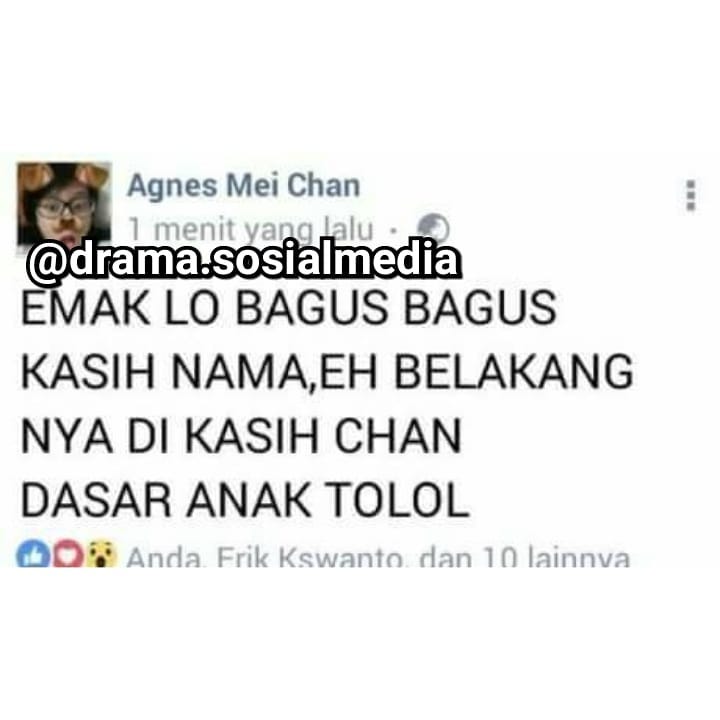 Agnes Mei Chan
1 menit yang lalu ·
@drama.sosialmedia
EMAK LO BAGUS BAGUS
KASIH NAMA,EH BELAKANG
NYA DI KASIH CHAN
DASAR ANAK TOLOL
Anda, Erik Kswanto, dan 10 lainnya